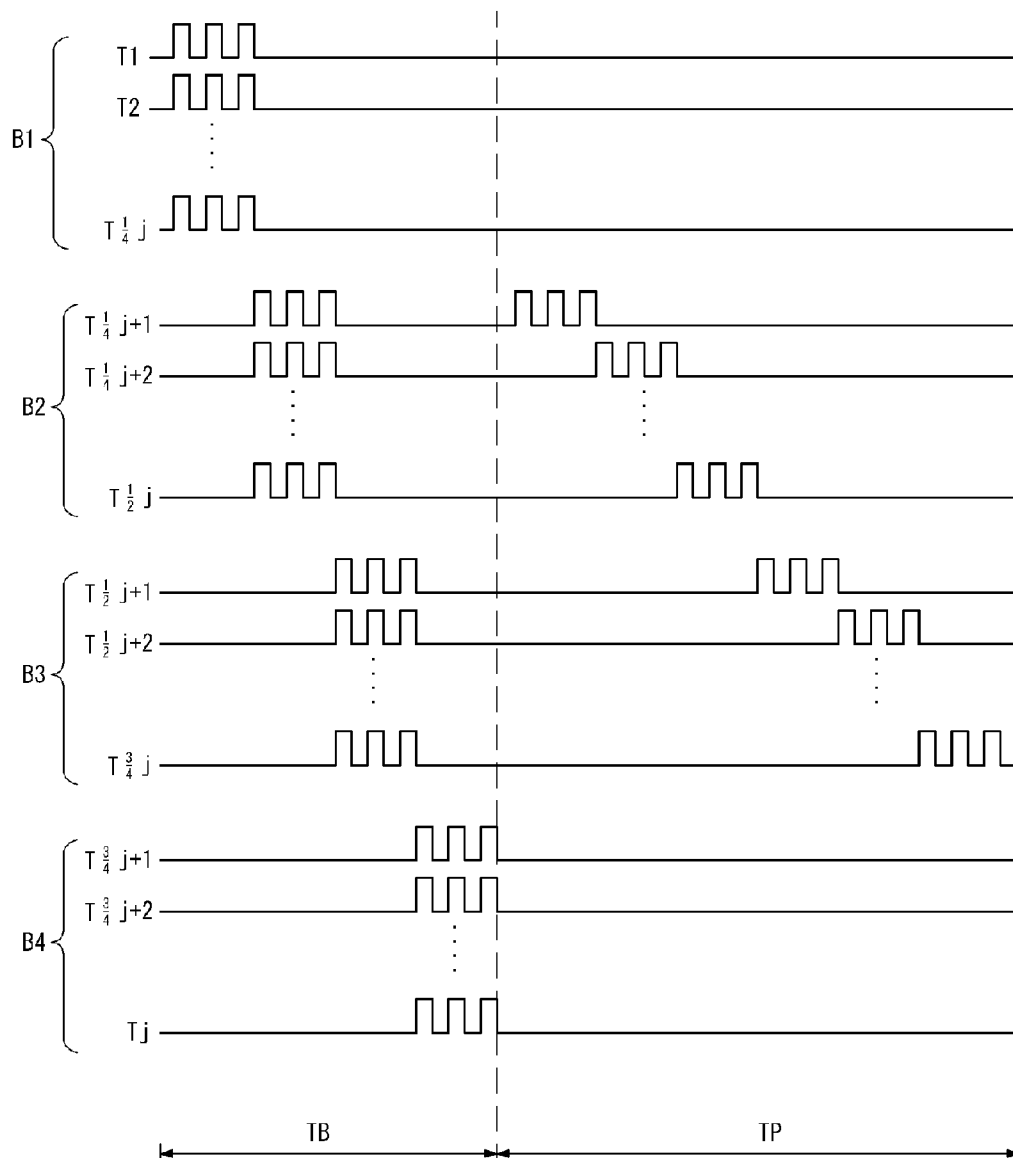 B1
T1
T2
T 1/4 j
B2
T 1/4 j+1
T 1/4 j+2
T 1/2 j
B3
T 1/2 j+1
T 1/2 j+2
T 3/4 j
B4
T 3/4 j+1
T 3/4 j+2
Tj
TB
TP